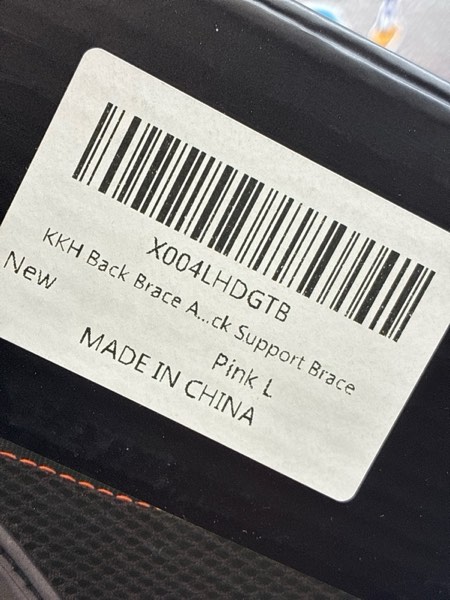 X004LHDGTB
KKH Back Brace A...ck Support Brace
Pink L
New
MADE IN CHINA